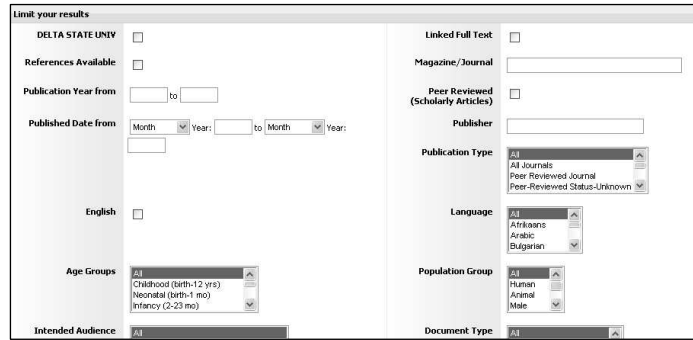 Limit your results
DELTA STATE UNIV
References Available
Publication Year from
to
Published Date from
Month Year: to Month Year:
English
Age Groups
All
Childhood (birth-12 yrs)
Neonatal (birth-1 mo)
Infancy (2-23 mo)
Intended Audience
All
Linked Full Text
Magazine/Journal
Peer Reviewed
(Scholarly Articles)
Publisher
Publication Type
All
All Journals
Peer Reviewed Journal
Peer-Reviewed Status-Unknown
Language
All
Afrikaans
Arabic
Bulgarian
Population Group
All
Human
Animal
Male
Document Type
All